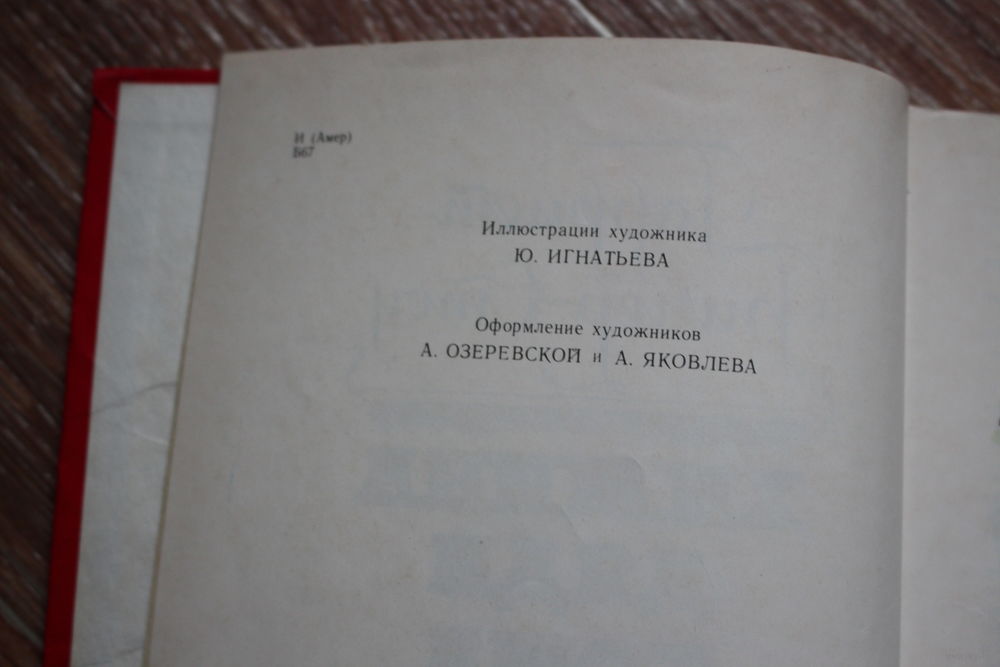 И (Амер)
Б67
Иллюстрации художника
Ю. ИГНАТЬЕВА
Оформление художников
А. ОЗЕРЕВСКОЙ и А. ЯКОВЛЕВА